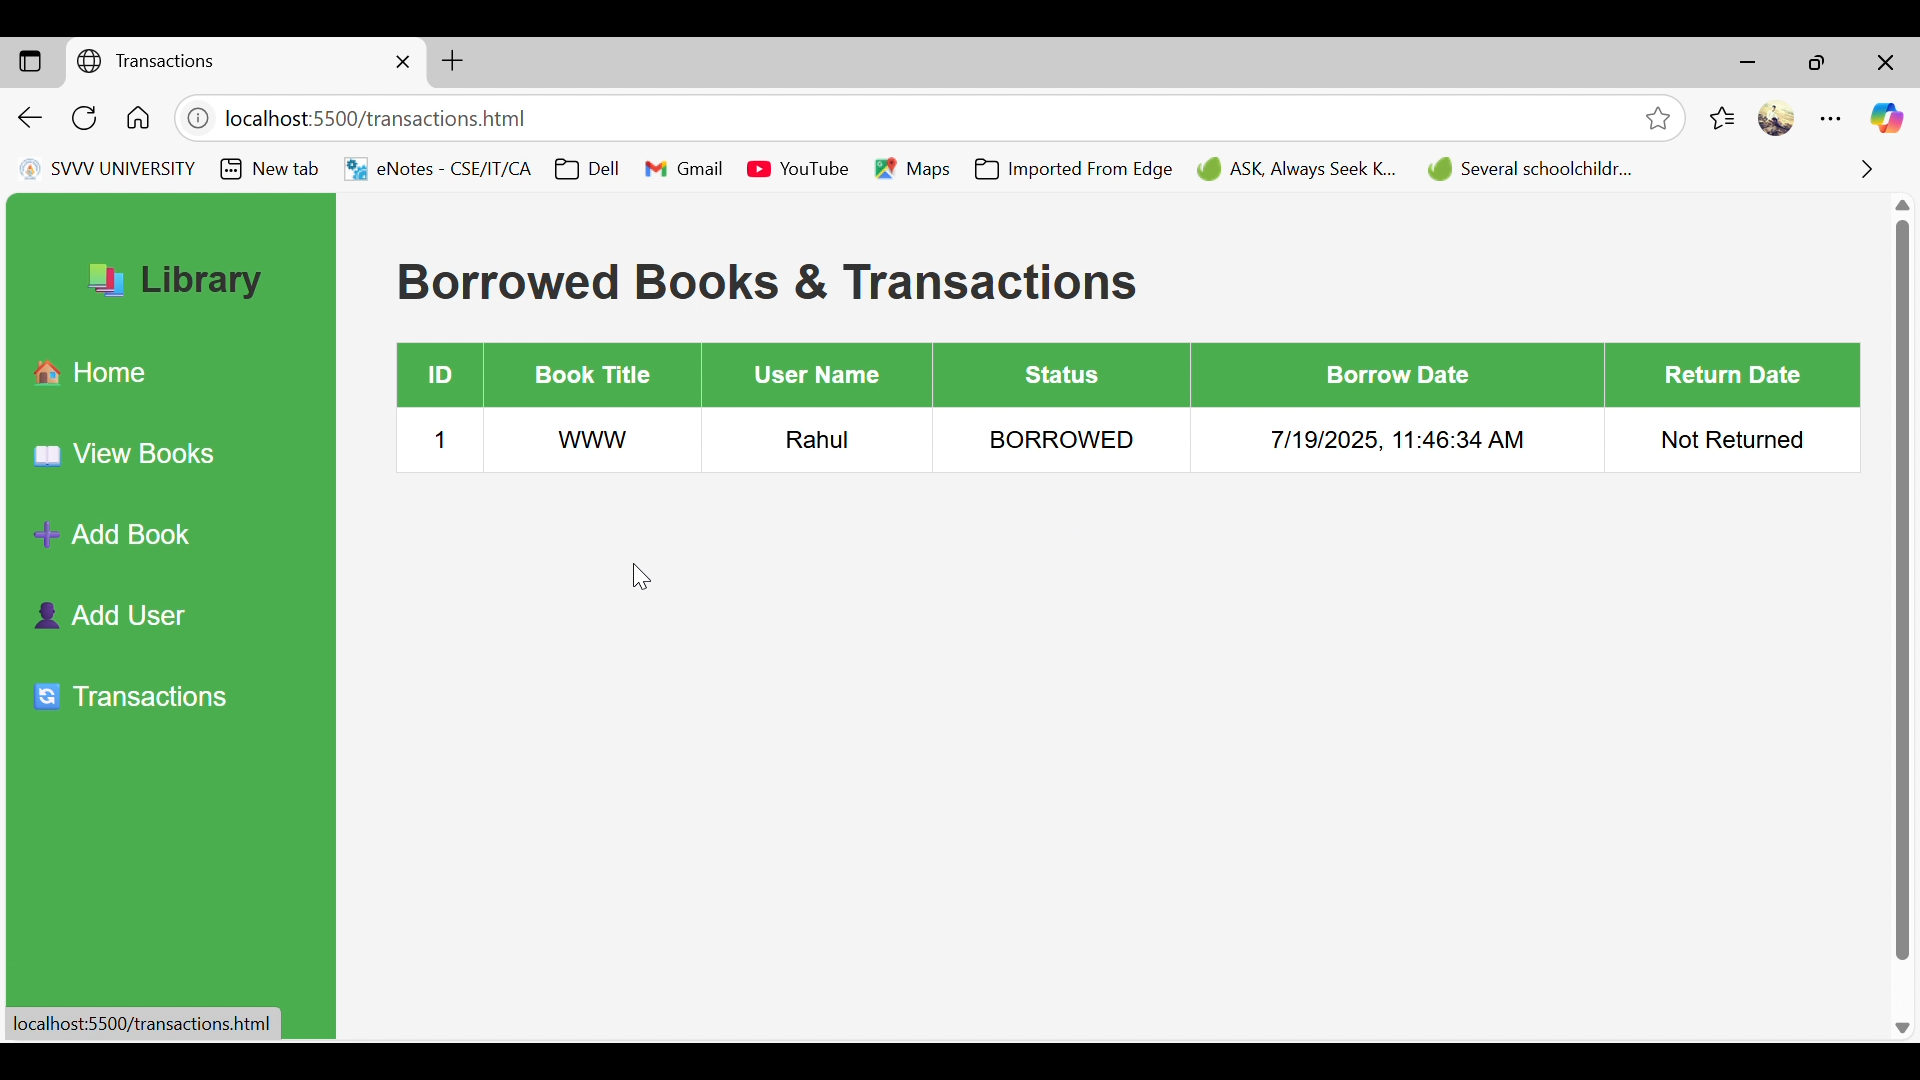 Transactions
localhost:5500/transactions.html
SVVV UNIVERSITY New tab eNotes - CSE/IT/CA Dell Gmail YouTube Maps Imported From Edge ASK, Always Seek K... Several schoolchildr...
Library
Home
View Books
Add Book
Add User
Transactions
Borrowed Books & Transactions
ID Book Title User Name Status Borrow Date Return Date
1 WWW Rahul BORROWED 7/19/2025, 11:46:34 AM Not Returned
localhost:5500/transactions.html